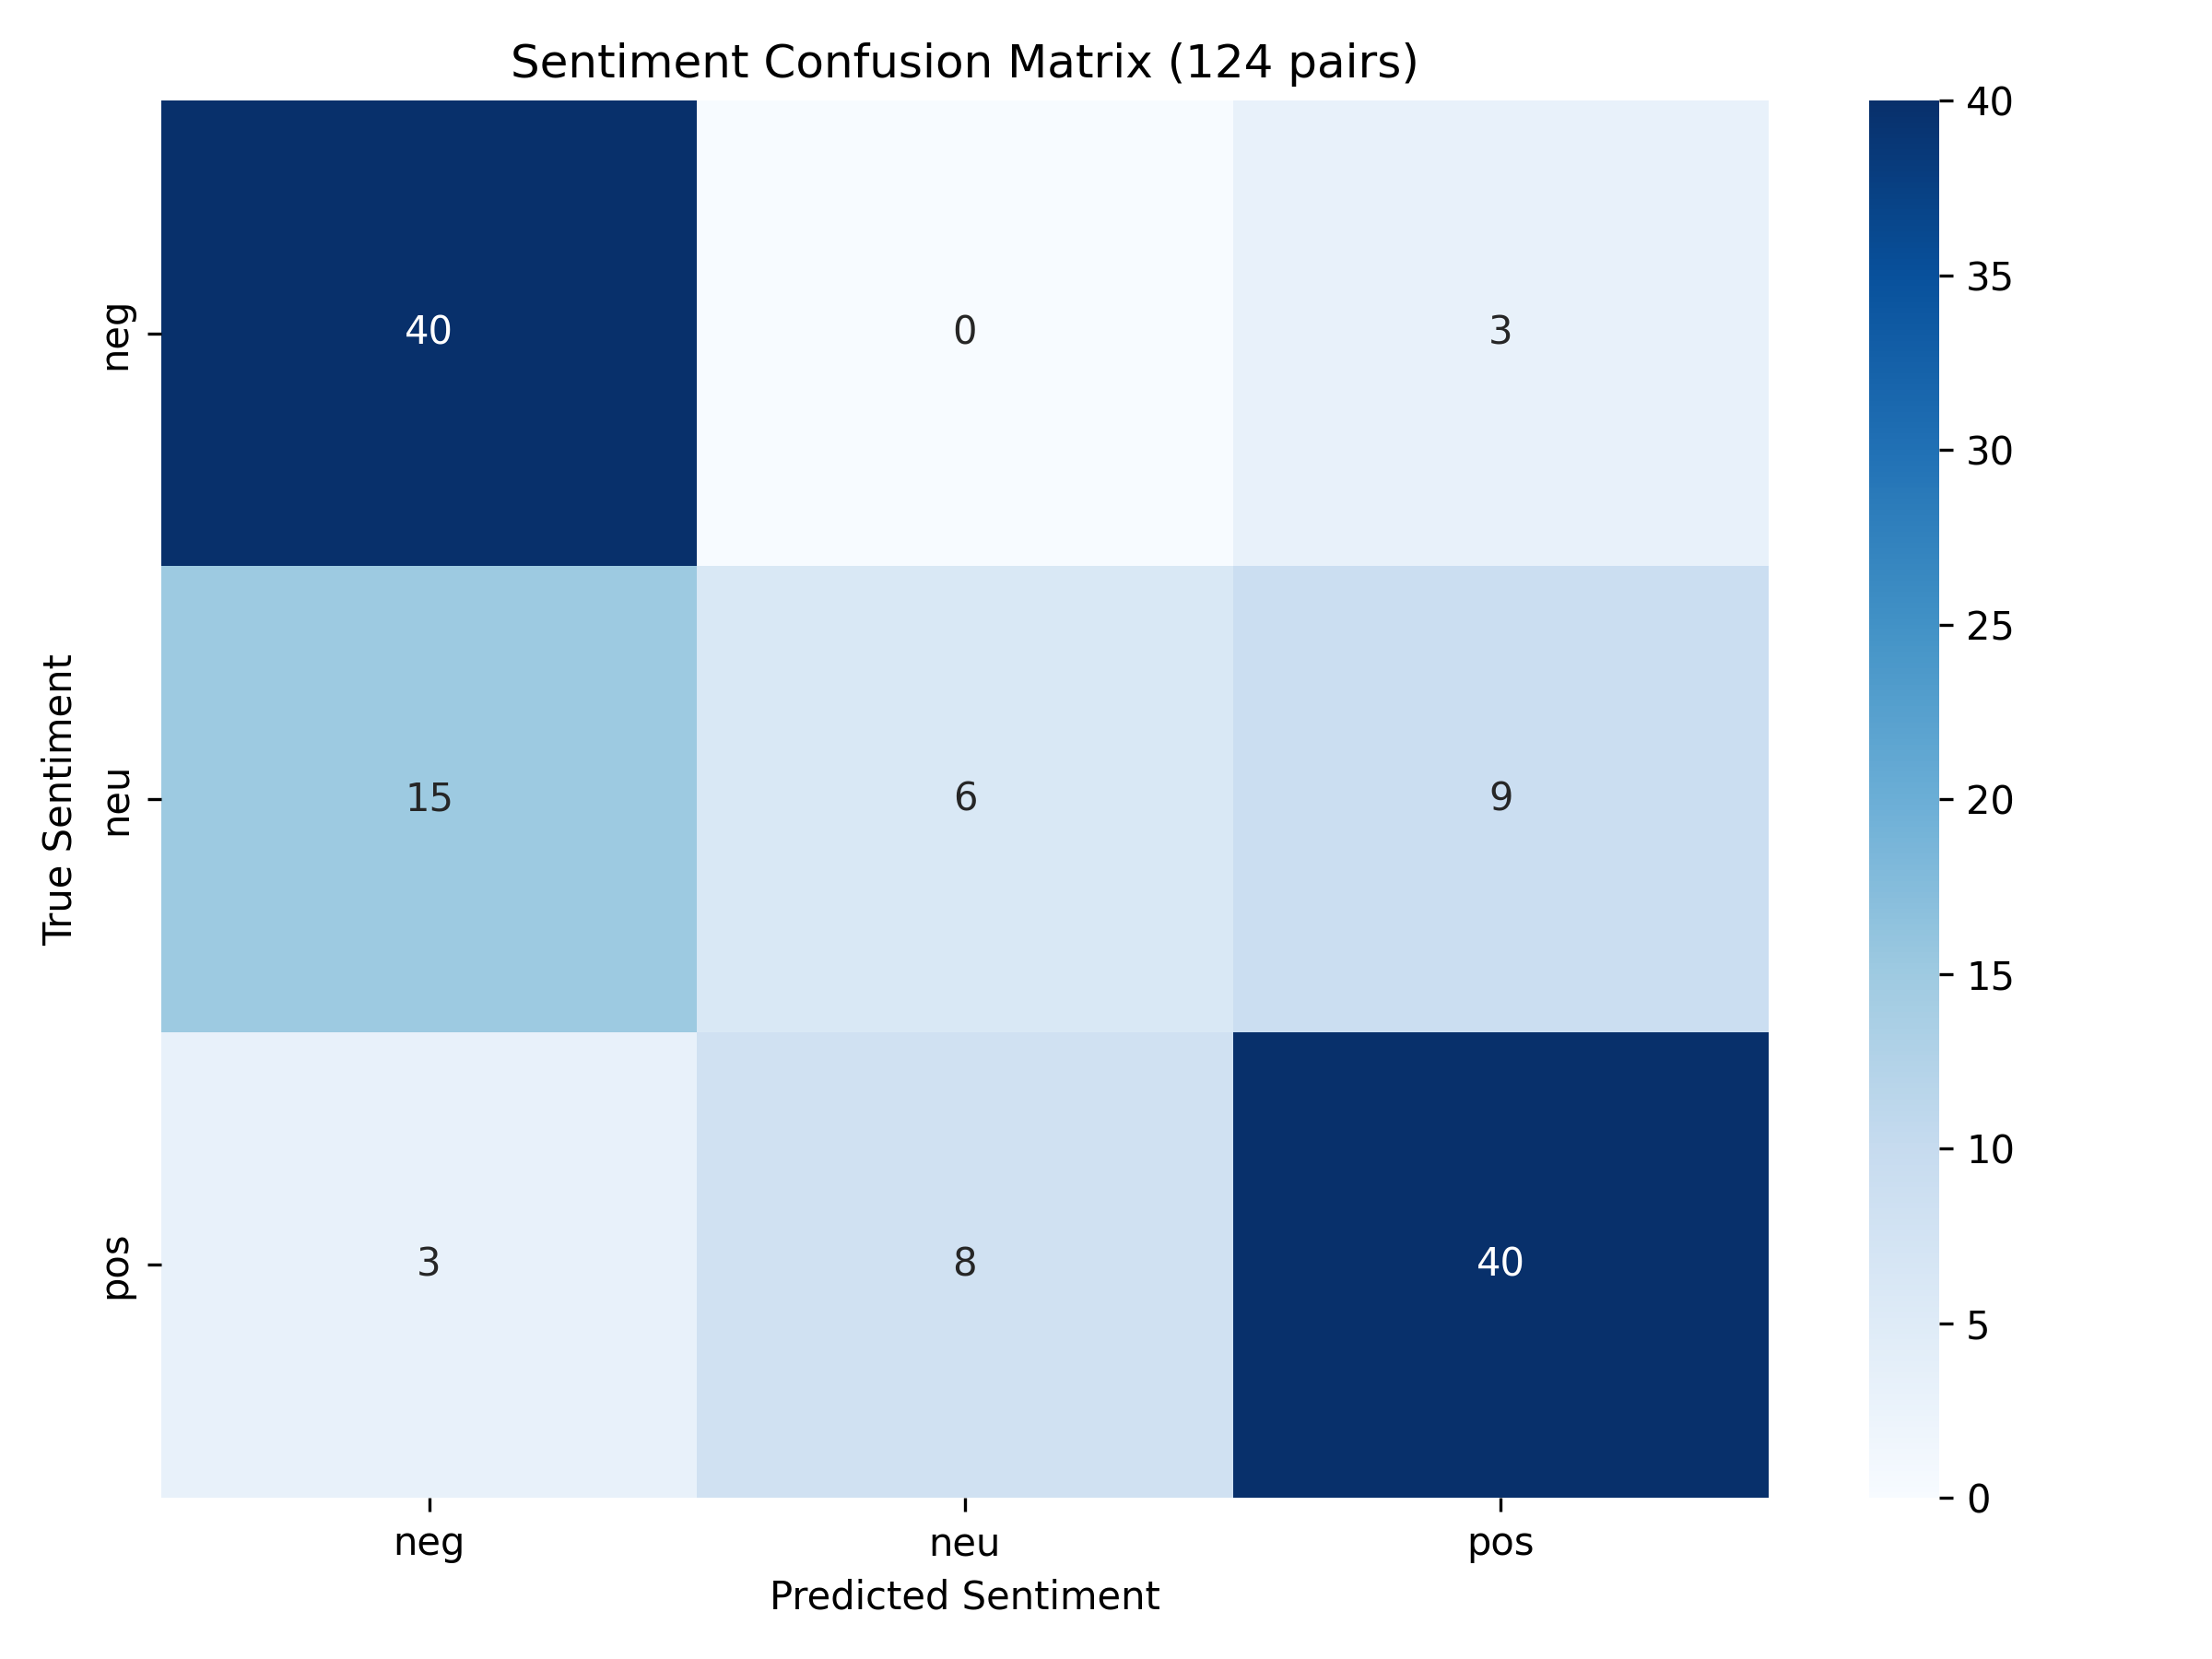 Sentiment Confusion Matrix (124 pairs)
True Sentiment
neg
40
0
3
neu
15
6
9
pos
3
8
40
neg
neu
pos
Predicted Sentiment
40
35
30
25
20
15
10
5
0